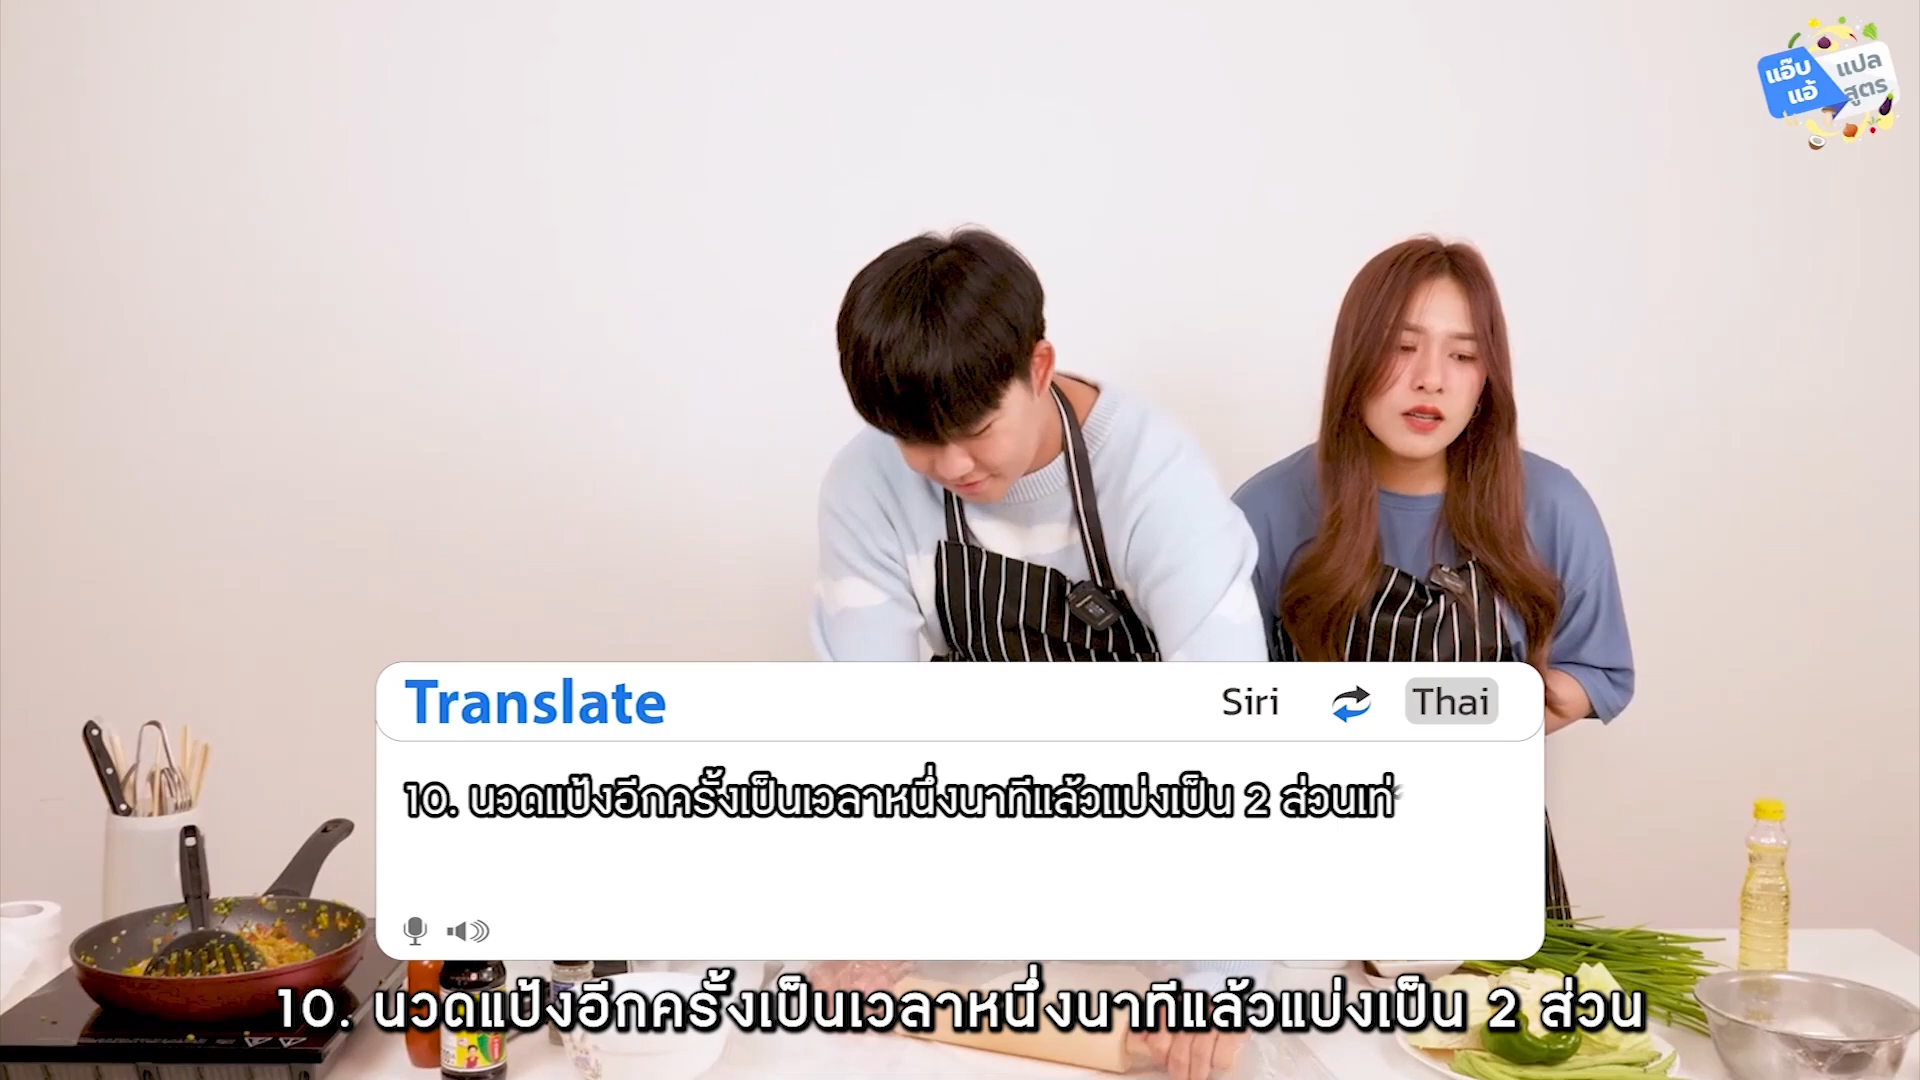 แอ๊บ แปล
แอ้ สูตร
Translate Siri Thai
10. นวดแป้งอีกครั้งเป็นเวลาหนึ่งนาทีแล้วแบ่งเป็น 2 ส่วนเท่
10. นวดแป้งอีกครั้งเป็นเวลาหนึ่งนาทีแล้วแบ่งเป็น 2 ส่วน